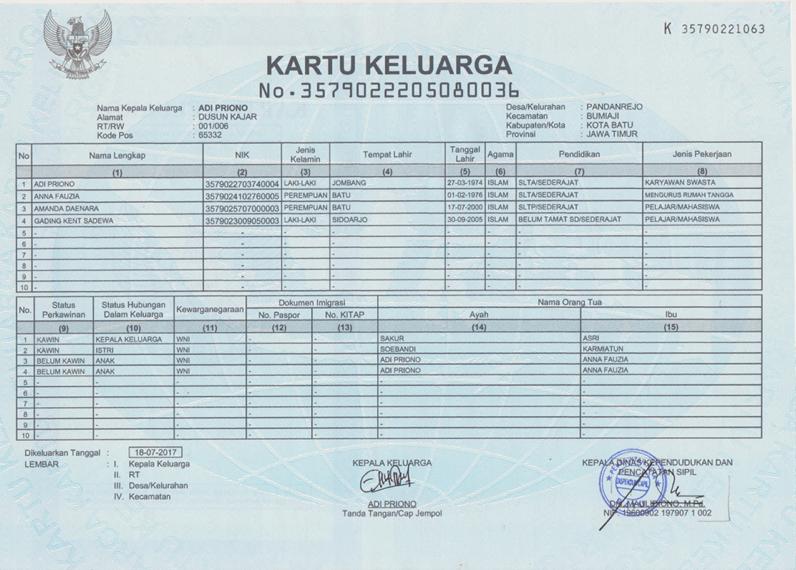 K 35790221063
KARTU KELUARGA
No.3579022205080036
Nama Kepala Keluarga : ADI PRIONO
Alamat : DUSUN KAJAR
RT/RW : 001/006
Kode Pos : 65332
Desa/Kelurahan : PANDANREJO
Kecamatan : BUMIAJI
Kabupaten/Kota : KOTA BATU
Provinsi : JAWA TIMUR
No Nama Lengkap NIK Jenis Kelamin Tempat Lahir Tanggal Lahir Agama Pendidikan Jenis Pekerjaan
(1) (2) (3) (4) (5) (6) (7) (8)
1 ADI PRIONO 3579022703740004 LAKI-LAKI JOMBANG 27-03-1974 ISLAM SLTA/SEDERAJAT KARYAWAN SWASTA
2 ANNA FAUZIA 3579024102760005 PEREMPUAN BATU 01-02-1976 ISLAM SLTA/SEDERAJAT MENGURUS RUMAH TANGGA
3 AMANDA DAENARA 3579025707000003 PEREMPUAN BATU 17-07-2000 ISLAM SLTP/SEDERAJAT PELAJAR/MAHASISWA
4 GADING KENT SADEWA 3579023009050003 LAKI-LAKI SIDOARJO 30-09-2005 ISLAM BELUM TAMAT SD/SEDERAJAT PELAJAR/MAHASISWA
5 - - - - - - - -
6 - - - - - - - -
7 - - - - - - - -
8 - - - - - - - -
9 - - - - - - - -
10 - - - - - - - -
No. Status Perkawinan Status Hubungan Dalam Keluarga Kewarganegaraan Dokumen Imigrasi Nama Orang Tua
No. Paspor No. KITAP Ayah Ibu
(9) (10) (11) (12) (13) (14) (15)
1 KAWIN KEPALA KELUARGA WNI - - SAKUR ASRI
2 KAWIN ISTRI WNI - - SOEBANDI KARMIATUN
3 BELUM KAWIN ANAK WNI - - ADI PRIONO ANNA FAUZIA
4 BELUM KAWIN ANAK WNI - - ADI PRIONO ANNA FAUZIA
5 - - - - - - -
6 - - - - - - -
7 - - - - - - -
8 - - - - - - -
9 - - - - - - -
10 - - - - - - -
Dikeluarkan Tanggal : 18-07-2017
LEMBAR : I. Kepala Keluarga
II. RT
III. Desa/Kelurahan
IV. Kecamatan
KEPALA KELUARGA
ADI PRIONO
Tanda Tangan/Cap Jempol
KEPALA DINAS KEPENDUDUKAN DAN
PENCATATAN SIPIL
M.Pd.
NIP 197907 1 002